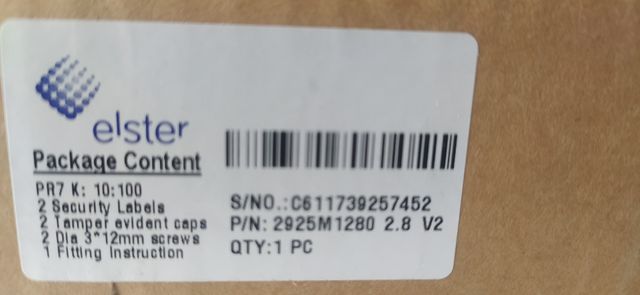 elster
Package Content
PR7 K: 10:100
2 Security Labels
2 Tamper evident caps
2 Dia 3*12mm screws
1 Fitting Instruction
S/NO.:C611739257452
P/N: 2925M1280 2.8 V2
QTY:1 PC